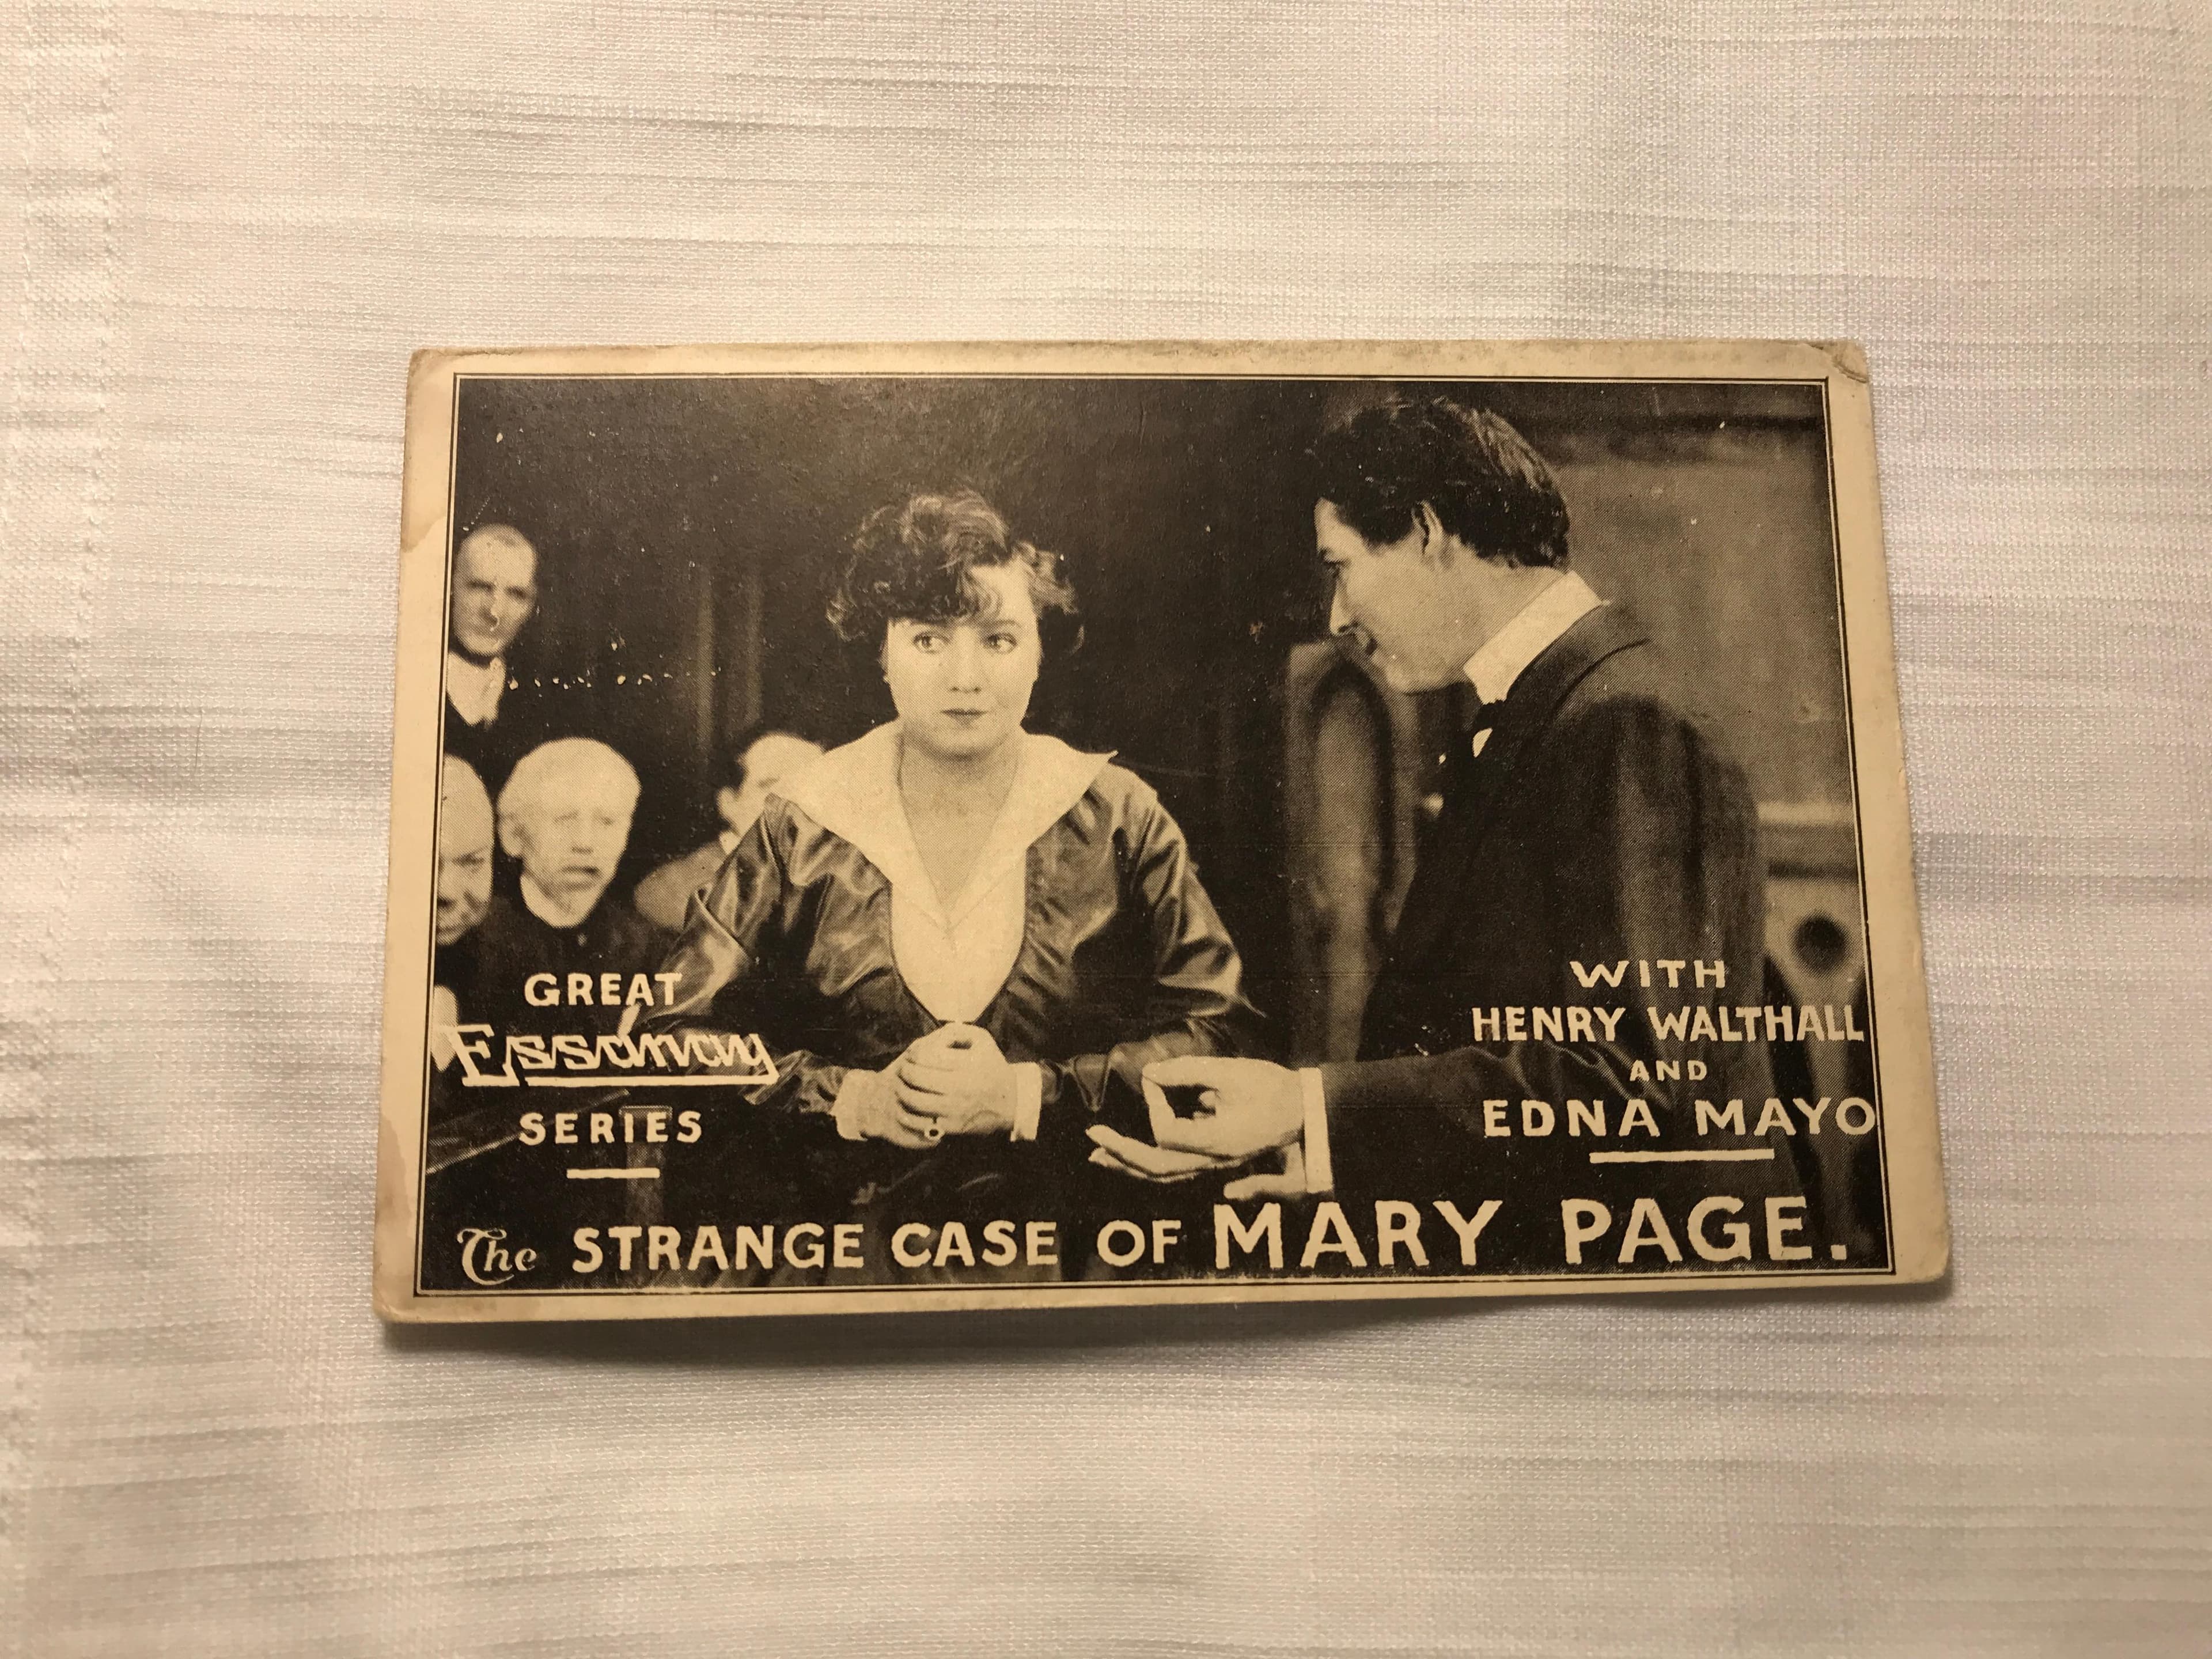 GREAT
Essanay
SERIES
WITH
HENRY WALTHALL
AND
EDNA MAYO
The STRANGE CASE OF MARY PAGE.